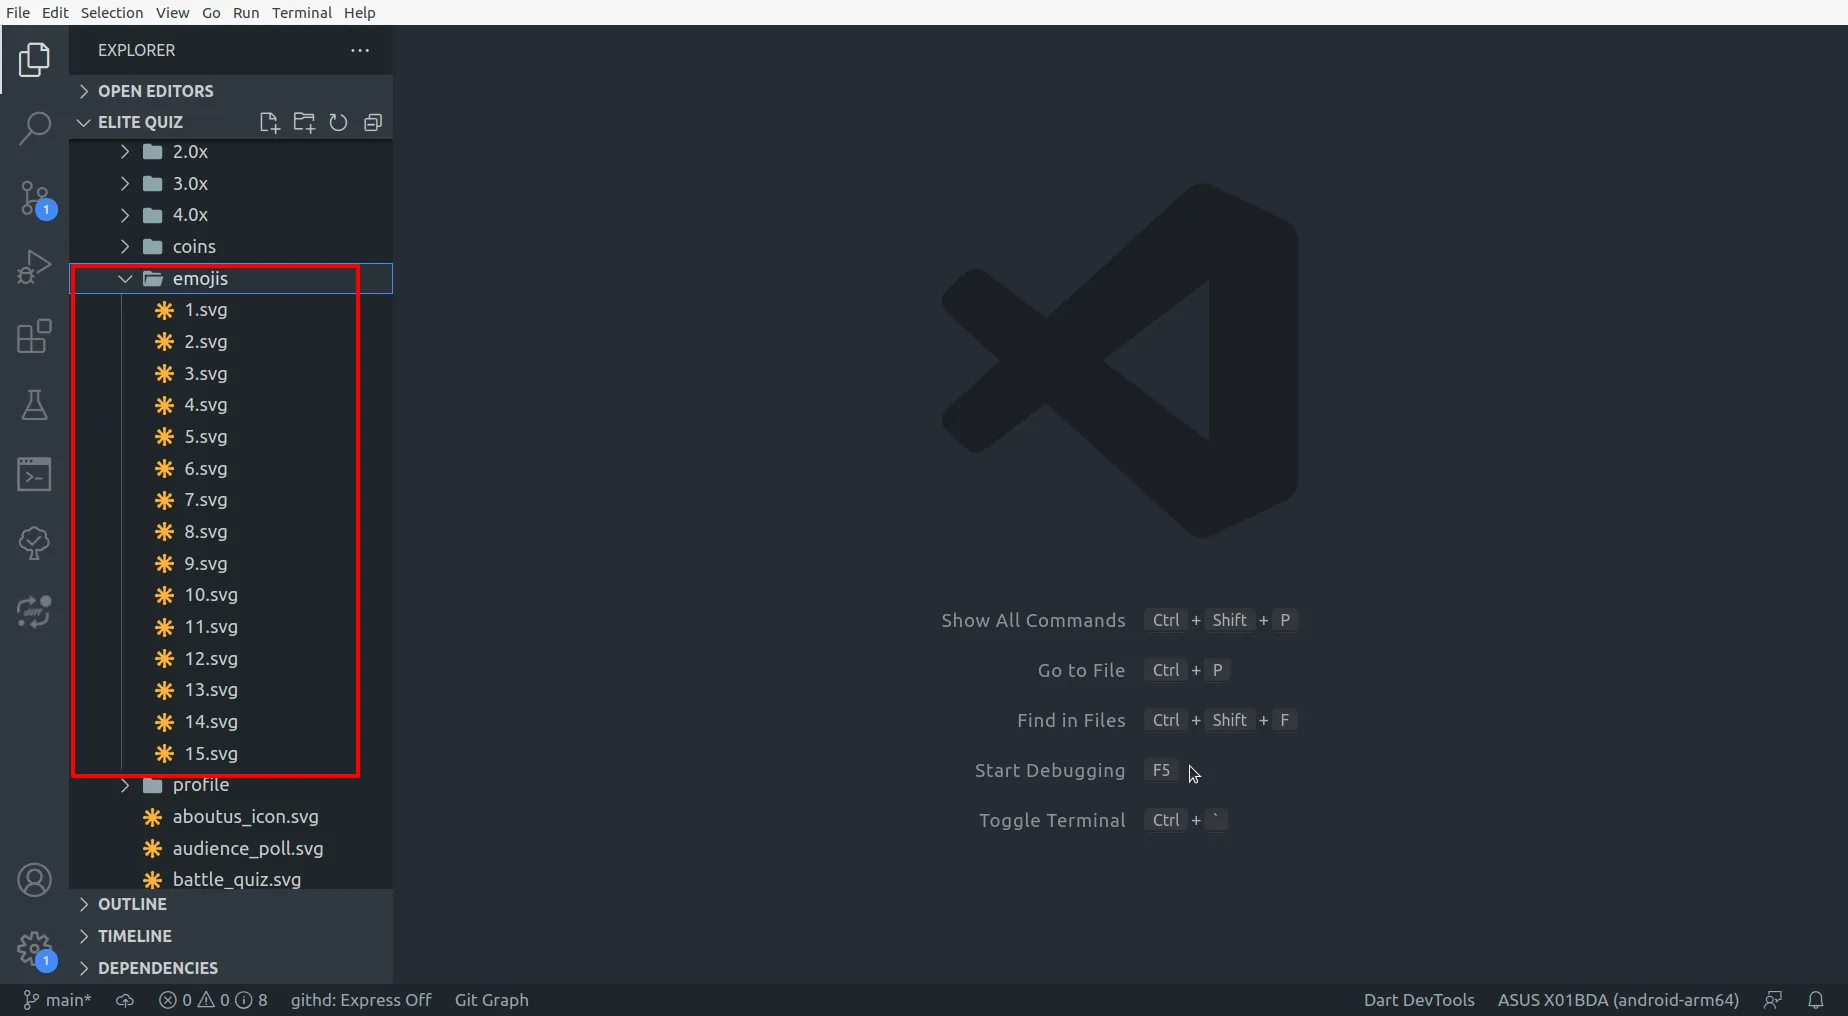 File Edit Selection View Go Run Terminal Help
EXPLORER
OPEN EDITORS
ELITE QUIZ
2.0x
3.0x
4.0x
coins
emojis
1.svg
2.svg
3.svg
4.svg
5.svg
6.svg
7.svg
8.svg
9.svg
10.svg
11.svg
12.svg
13.svg
14.svg
15.svg
profile
aboutus_icon.svg
audience_poll.svg
battle_quiz.svg
OUTLINE
TIMELINE
DEPENDENCIES
1
diff
1
Show All Commands Ctrl + Shift + P
Go to File Ctrl + P
Find in Files Ctrl + Shift + F
Start Debugging F5
Toggle Terminal Ctrl + `
main* 0 0 8 githd: Express Off Git Graph Dart DevTools ASUS X01BDA (android-arm64)